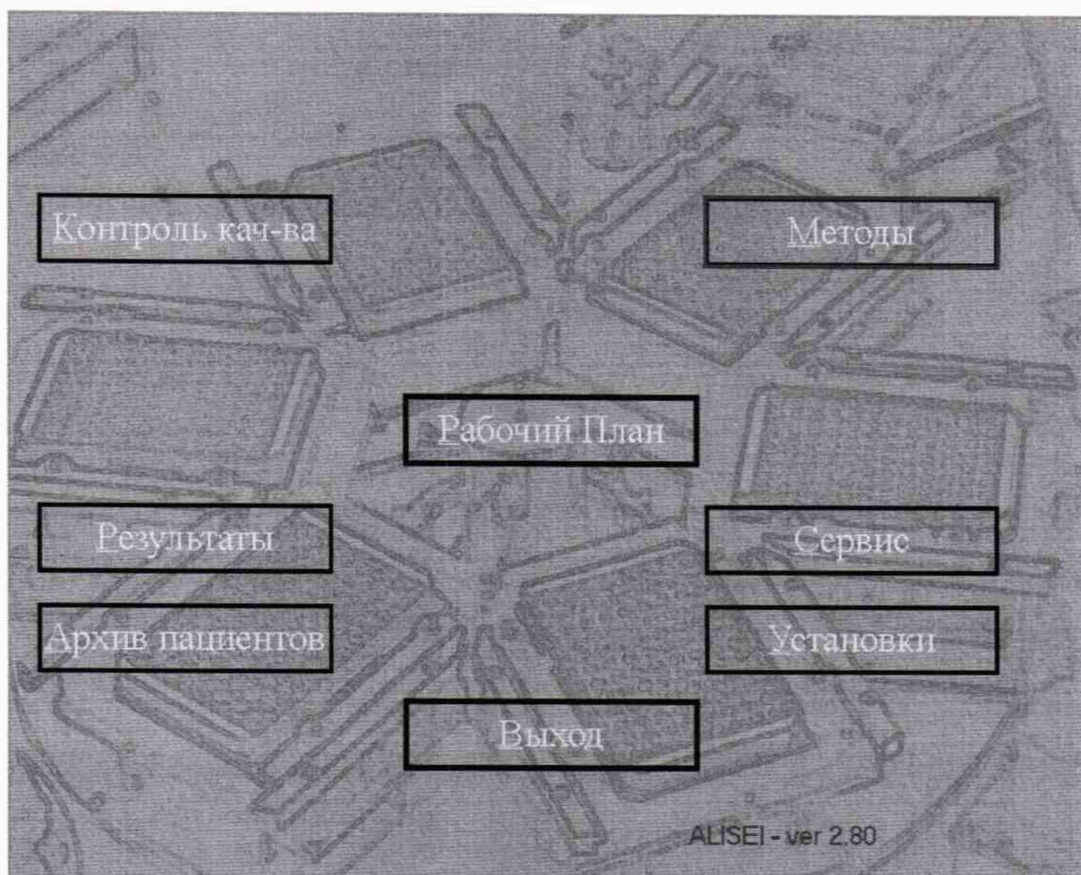 Контроль кач-ва
Методы
Рабочий План
Результаты
Сервис
Архив пациентов
Установки
Выход
ALISEI - ver 2.80